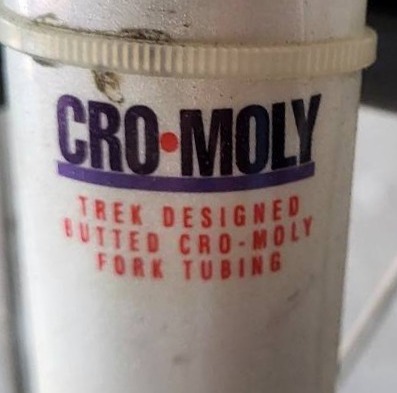 CRO•MOLY
TREK DESIGNED
BUTTED CRO-MOLY
FORK TUBING